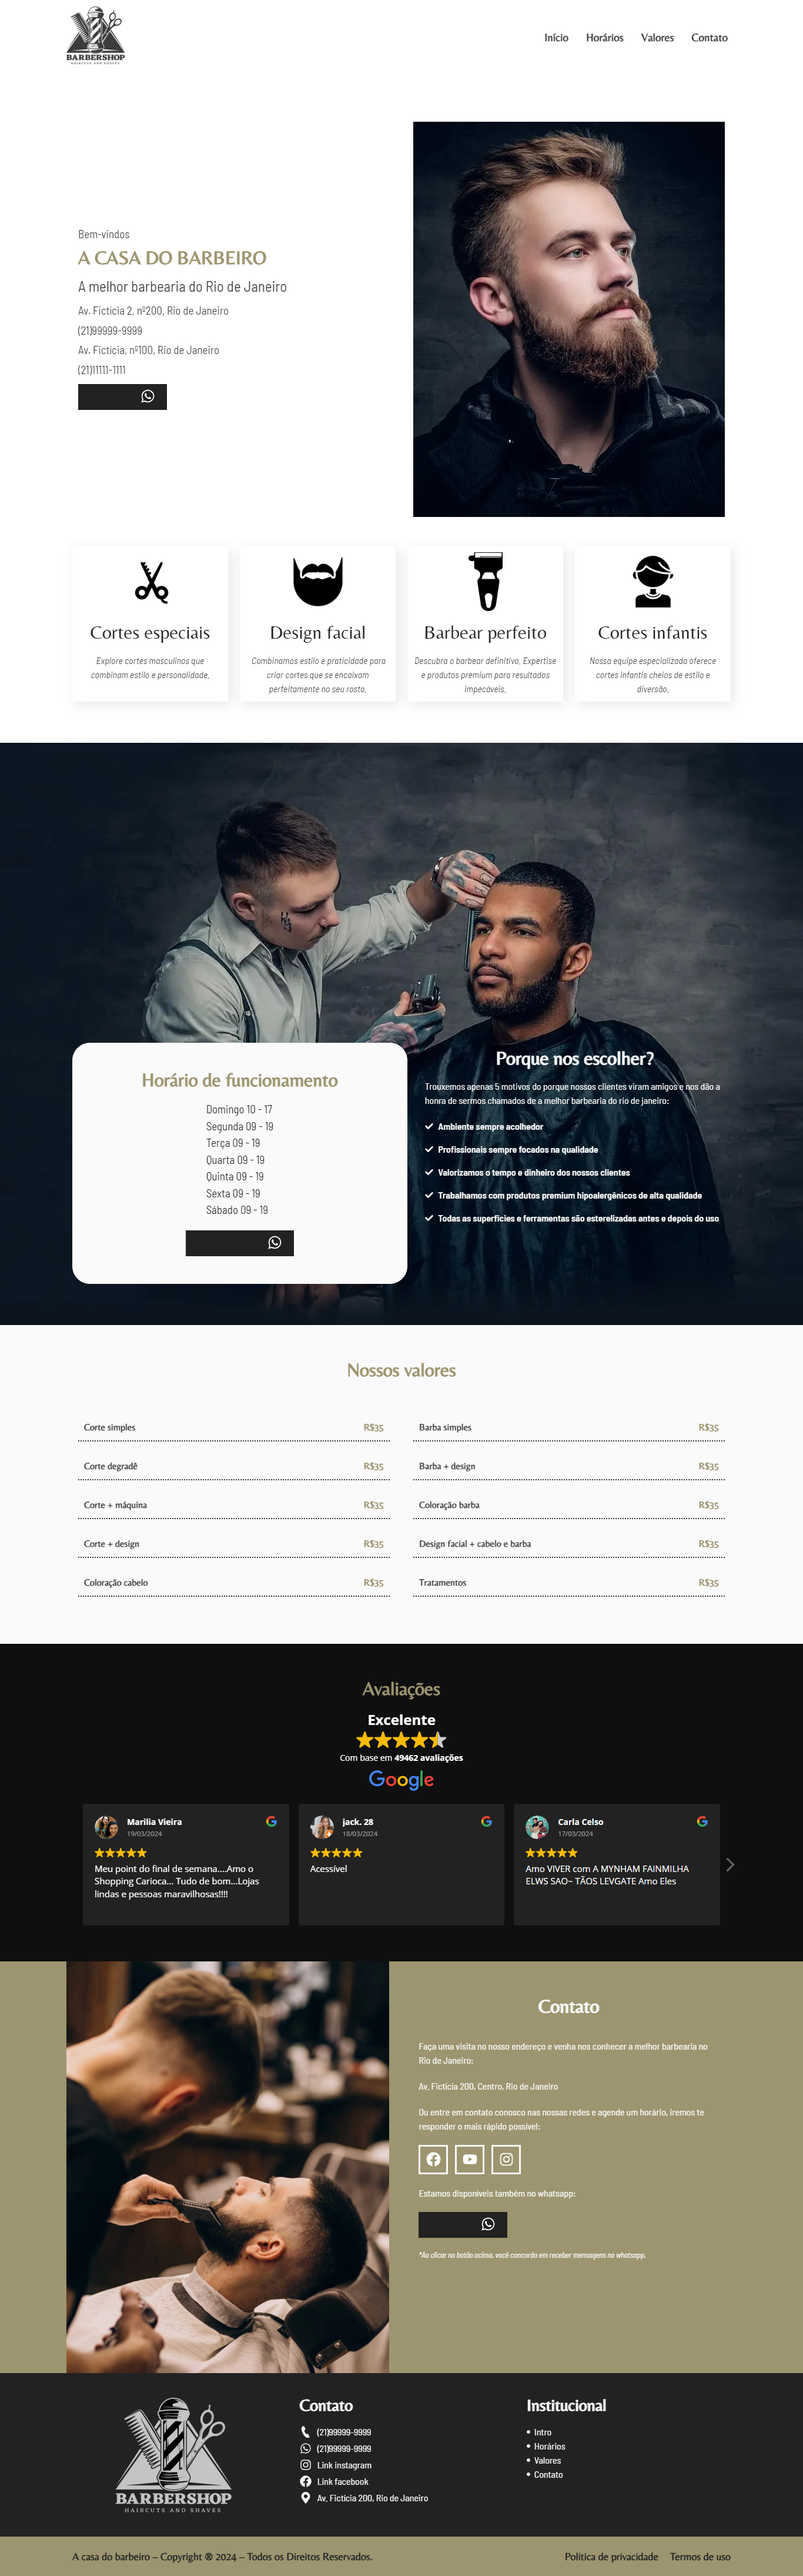 BARBERSHOP
HAIRCUTS AND SHAVES
Início Horários Valores Contato
Bem-vindos
A CASA DO BARBEIRO
A melhor barbearia do Rio de Janeiro
Av. Fictícia 2, nº200, Rio de Janeiro
(21)99999-9999
Av. Fictícia, nº100, Rio de Janeiro
(21)11111-1111
Cortes especiais
Explore cortes masculinos que
combinam estilo e personalidade.
Design facial
Combinamos estilo e praticidade para
criar cortes que se encaixam
perfeitamente no seu rosto.
Barbear perfeito
Descubra o barbear definitivo. Expertise
e produtos premium para resultados
impecáveis.
Cortes infantis
Nossa equipe especializada oferece
cortes infantis cheios de estilo e
diversão.
Horário de funcionamento
Domingo 10 - 17
Segunda 09 - 19
Terça 09 - 19
Quarta 09 - 19
Quinta 09 - 19
Sexta 09 - 19
Sábado 09 - 19
Porque nos escolher?
Trouxemos apenas 5 motivos do porque nossos clientes viram amigos e nos dão a
honra de sermos chamados de a melhor barbearia do rio de janeiro:
Ambiente sempre acolhedor
Profissionais sempre focados na qualidade
Valorizamos o tempo e dinheiro dos nossos clientes
Trabalhamos com produtos premium hipoalergênicos de alta qualidade
Todas as superfícies e ferramentas são esterelizadas antes e depois do uso
Nossos valores
Corte simples R$35
Corte degradê R$35
Corte + máquina R$35
Corte + design R$35
Coloração cabelo R$35
Barba simples R$35
Barba + design R$35
Coloração barba R$35
Design facial + cabelo e barba R$35
Tratamentos R$35
Avaliações
Excelente
Com base em 49462 avaliações
Google
Marilia Vieira
19/03/2024
Meu point do final de semana....Amo o
Shopping Carioca... Tudo de bom...Lojas
lindas e pessoas maravilhosas!!!!
jack. 28
18/03/2024
Acessível
Carla Celso
17/03/2024
Amo VIVER com A MYNHAM FAINMILHA
ELWS SAO~ TÃOS LEVGATE Amo Eles
Contato
Faça uma visita no nosso endereço e venha nos conhecer a melhor barbearia no
Rio de Janeiro:
Av. Fictícia 200, Centro, Rio de Janeiro
Ou entre em contato conosco nas nossas redes e agende um horário, iremos te
responder o mais rápido possível:
Estamos disponíveis também no whatsapp:
*Ao clicar no botão acima, você concorda em receber mensagens no whatsapp.
BARBERSHOP
HAIRCUTS AND SHAVES
Contato
(21)99999-9999
(21)99999-9999
Link instagram
Link facebook
Av. Fictícia 200, Rio de Janeiro
Institucional
Intro
Horários
Valores
Contato
A casa do barbeiro – Copyright ® 2024 – Todos os Direitos Reservados.
Política de privacidade Termos de uso